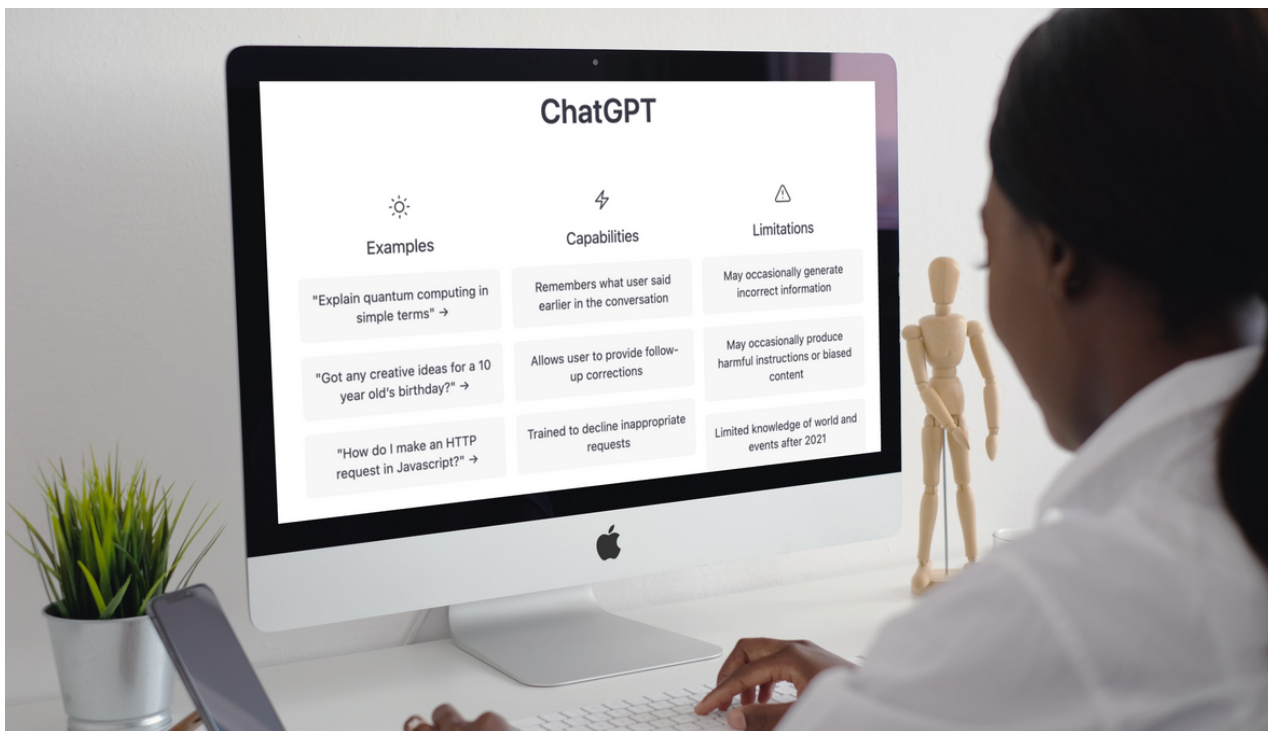 ChatGPT
Examples
Capabilities
Limitations
"Explain quantum computing in
simple terms" →
"Got any creative ideas for a 10
year old's birthday?" →
"How do I make an HTTP
request in Javascript?" →
Remembers what user said
earlier in the conversation
Allows user to provide follow-
up corrections
Trained to decline inappropriate
requests
May occasionally generate
incorrect information
May occasionally produce
harmful instructions or biased
content
Limited knowledge of world and
events after 2021